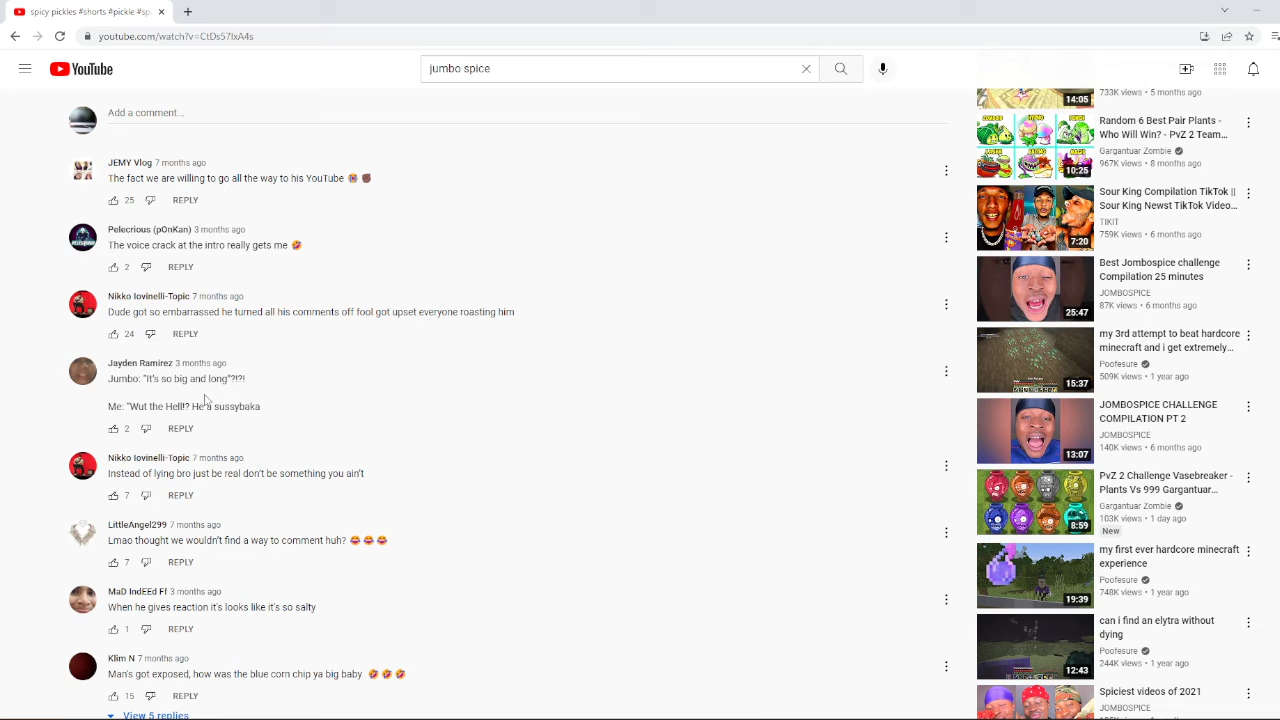 spicy pickles #shorts #pickle #sp
youtube.com/watch?v=CtDs57IxA4s
YouTube
jumbo spice
Add a comment...
JEMY Vlog 7 months ago
The fact we are willing to go all the way to his YouTube 😭 ✊🏿
25 REPLY
Pelecrious (pOnKan) 3 months ago
The voice crack at the intro really gets me 🤣
2 REPLY
Nikko Iovinelli-Topic 7 months ago
Dude got so embarrassed he turned all his comments off fool got upset everyone roasting him
24 REPLY
Jayden Ramirez 3 months ago
Jumbo: "It's so big and long"?!?!
Me: "Wut the Hell!? He a sussybaka
2 REPLY
Nikko Iovinelli-Topic 7 months ago
Instead of lying bro just be real don't be something you ain't
7 REPLY
LittleAngel299 7 months ago
Lmao thought we wouldn't find a way to comment huh? 😂 😂 😂
7 REPLY
MaD IndEEd Ff 3 months ago
When he gives reaction it's looks like it's so salty
1 REPLY
Klim N 7 months ago
Man's got exposed, how was the blue corn chip young baby 🤣 🤣 🤣
15 REPLY
View 5 replies
14:05
733K views • 5 months ago
10:25
Random 6 Best Pair Plants -
Who Will Win? - PvZ 2 Team...
Gargantuar Zombie
967K views • 8 months ago
7:20
Sour King Compilation TikTok ||
Sour King Newst TikTok Video...
TIKIT
759K views • 6 months ago
25:47
Best Jombospice challenge
Compilation 25 minutes
JOMBOSPICE
87K views • 6 months ago
15:37
my 3rd attempt to beat hardcore
minecraft and i get extremely...
Poofesure
509K views • 1 year ago
13:07
JOMBOSPICE CHALLENGE
COMPILATION PT 2
JOMBOSPICE
140K views • 6 months ago
8:59
PvZ 2 Challenge Vasebreaker -
Plants Vs 999 Gargantuar...
Gargantuar Zombie
103K views • 1 day ago
New
19:39
my first ever hardcore minecraft
experience
Poofesure
748K views • 1 year ago
12:43
can i find an elytra without
dying
Poofesure
244K views • 1 year ago
Spiciest videos of 2021
JOMBOSPICE